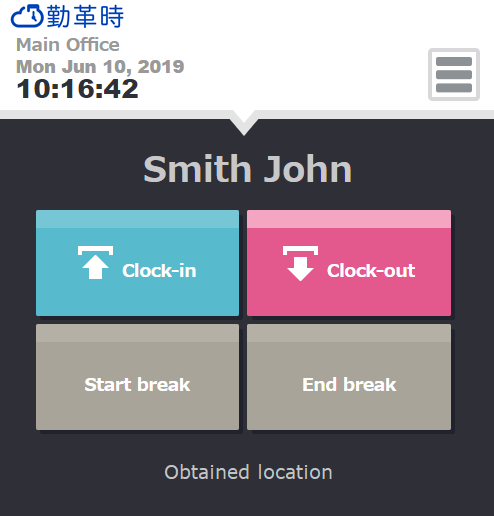 勤革時
Main Office
Mon Jun 10, 2019
10:16:42
Smith John
Clock-in
Clock-out
Start break
End break
Obtained location